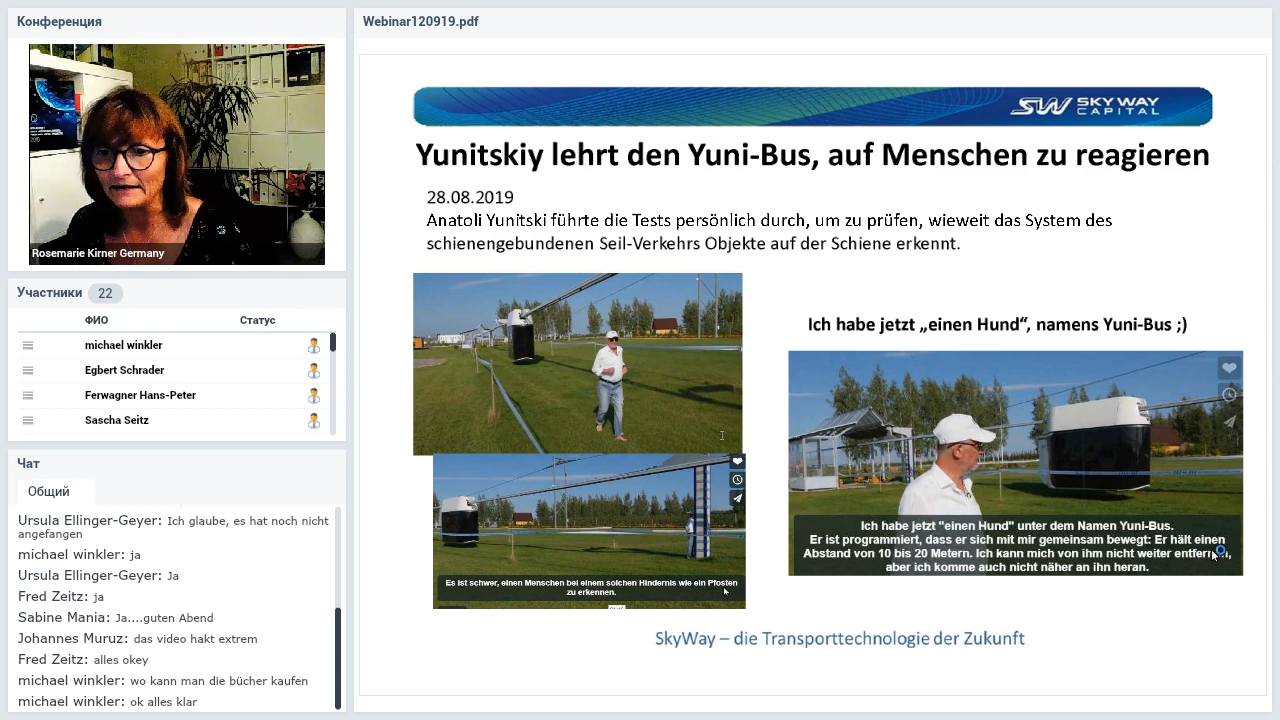 Конференция
Rosemarie Kirner Germany
Участники 22
ФИО Статус
michael winkler
Egbert Schrader
Ferwagner Hans-Peter
Sascha Seitz
Чат
Общий
Ursula Ellinger-Geyer: Ich glaube, es hat noch nicht
angefangen
michael winkler: ja
Ursula Ellinger-Geyer: Ja
Fred Zeitz: ja
Sabine Mania: Ja....guten Abend
Johannes Muruz: das video hakt extrem
Fred Zeitz: alles okey
michael winkler: wo kann man die bücher kaufen
michael winkler: ok alles klar
Webinar120919.pdf
SW SKY WAY
CAPITAL
Yunitskiy lehrt den Yuni-Bus, auf Menschen zu reagieren
28.08.2019
Anatoli Yunitski führte die Tests persönlich durch, um zu prüfen, wieweit das System des
schienengebundenen Seil-Verkehrs Objekte auf der Schiene erkennt.
Es ist schwer, einen Menschen bei einem solchen Hindernis wie ein Pfosten
zu erkennen.
Ich habe jetzt „einen Hund“, namens Yuni-Bus ;)
Ich habe jetzt "einen Hund" unter dem Namen Yuni-Bus.
Er ist programmiert, dass er sich mit mir gemeinsam bewegt: Er hält einen
Abstand von 10 bis 20 Metern. Ich kann mich von ihm nicht weiter entfernen,
aber ich komme auch nicht näher an ihn heran.
SkyWay – die Transporttechnologie der Zukunft